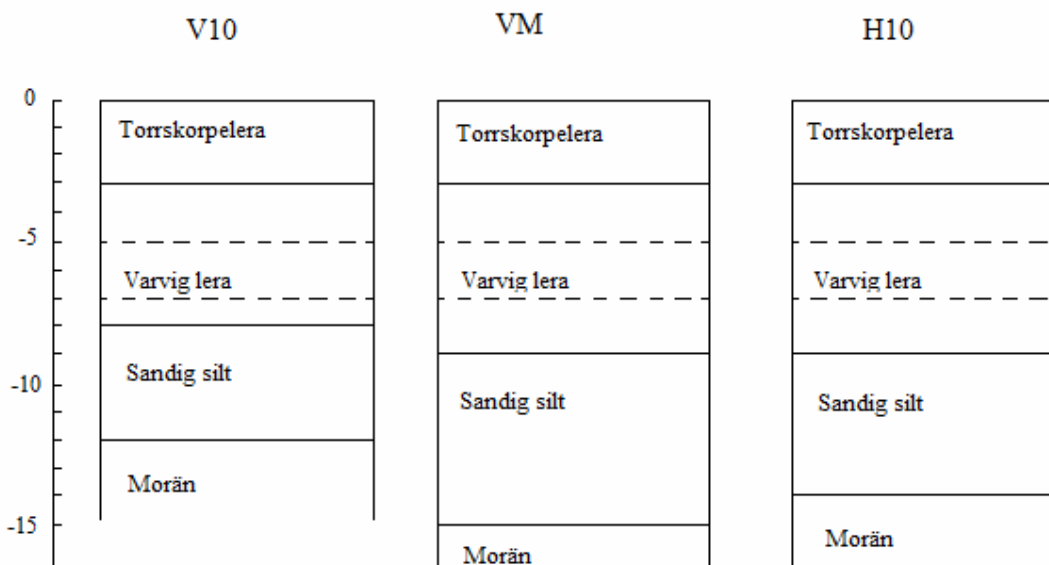 V10
VM
H10
0
-5
-10
-15
Torrskorpelera
Varvig lera
Sandig silt
Morän
Torrskorpelera
Varvig lera
Sandig silt
Morän
Torrskorpelera
Varvig lera
Sandig silt
Morän